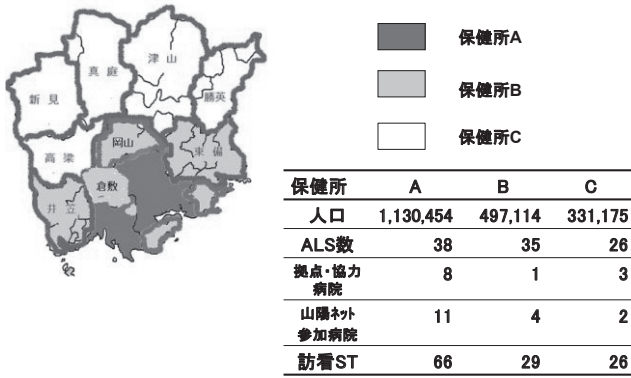 津山
真庭
勝英
新見
岡山
東備
高梁
倉敷
井笠
保健所A
保健所B
保健所C
保健所 A B C
人口 1,130,454 497,114 331,175
ALS数 38 35 26
拠点・協力
病院 8 1 3
山陽ネット
参加病院 11 4 2
訪看ST 66 29 26